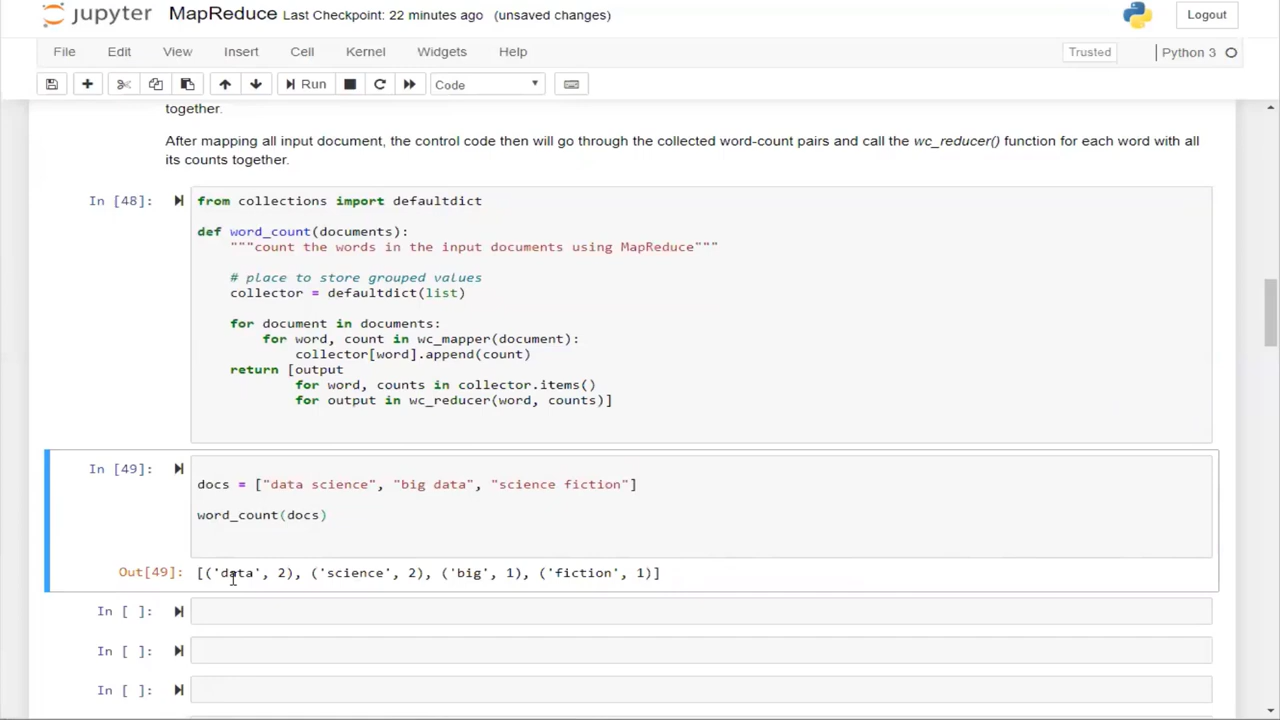 jupyter MapReduce Last Checkpoint: 22 minutes ago (unsaved changes) Logout
File Edit View Insert Cell Kernel Widgets Help Trusted Python 3
Run Code
together.
After mapping all input document, the control code then will go through the collected word-count pairs and call the wc_reducer() function for each word with all
its counts together.
In [48]: from collections import defaultdict
def word_count(documents):
"""count the words in the input documents using MapReduce"""
# place to store grouped values
collector = defaultdict(list)
for document in documents:
for word, count in wc_mapper(document):
collector[word].append(count)
return [output
for word, counts in collector.items()
for output in wc_reducer(word, counts)]
In [49]:
docs = ["data science", "big data", "science fiction"]
word_count(docs)
Out[49]: [('data', 2), ('science', 2), ('big', 1), ('fiction', 1)]
In [ ]:
In [ ]:
In [ ]: